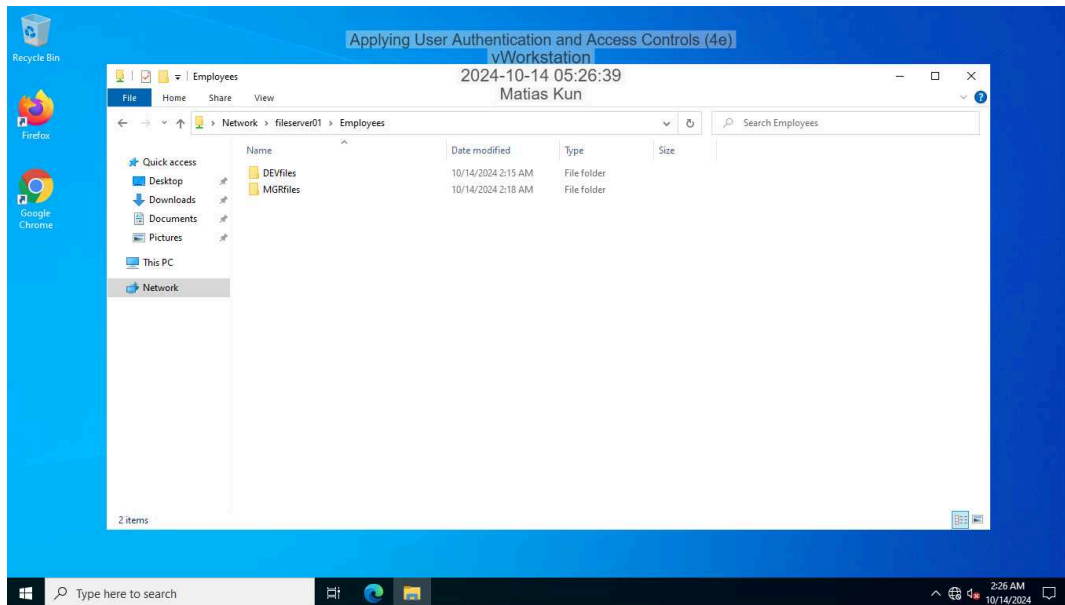 Recycle Bin
Applying User Authentication and Access Controls (4e)
vWorkstation
2024-10-14 05:26:39
Matias Kun
Employees
File Home Share View
Network > fileserver01 > Employees
Search Employees
Firefox
Name Date modified Type Size
Quick access
DEVfiles 10/14/2024 2:15 AM File folder
Desktop
MGRfiles 10/14/2024 2:18 AM File folder
Downloads
Google
Chrome
Documents
Pictures
This PC
Network
2 items
Type here to search
2:26 AM
10/14/2024